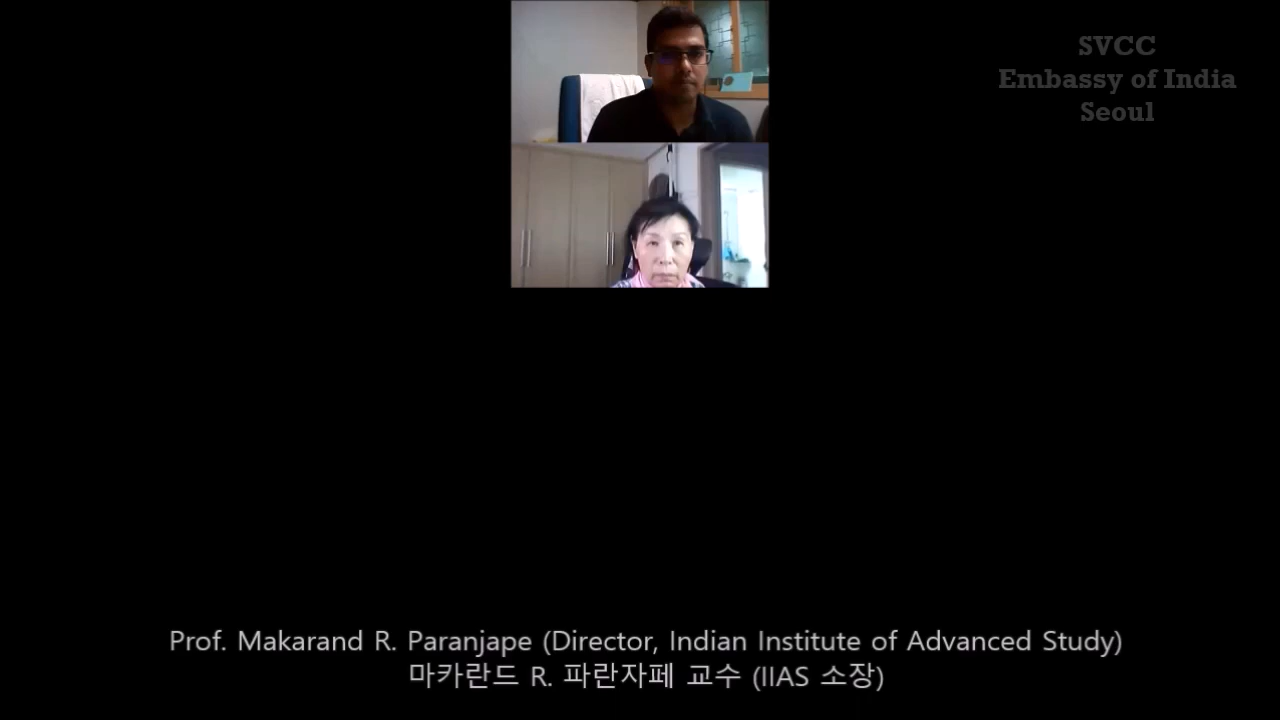 SVCC
Embassy of India
Seoul
Prof. Makarand R. Paranjape (Director, Indian Institute of Advanced Study)
마카란드 R. 파란자페 교수 (IIAS 소장)